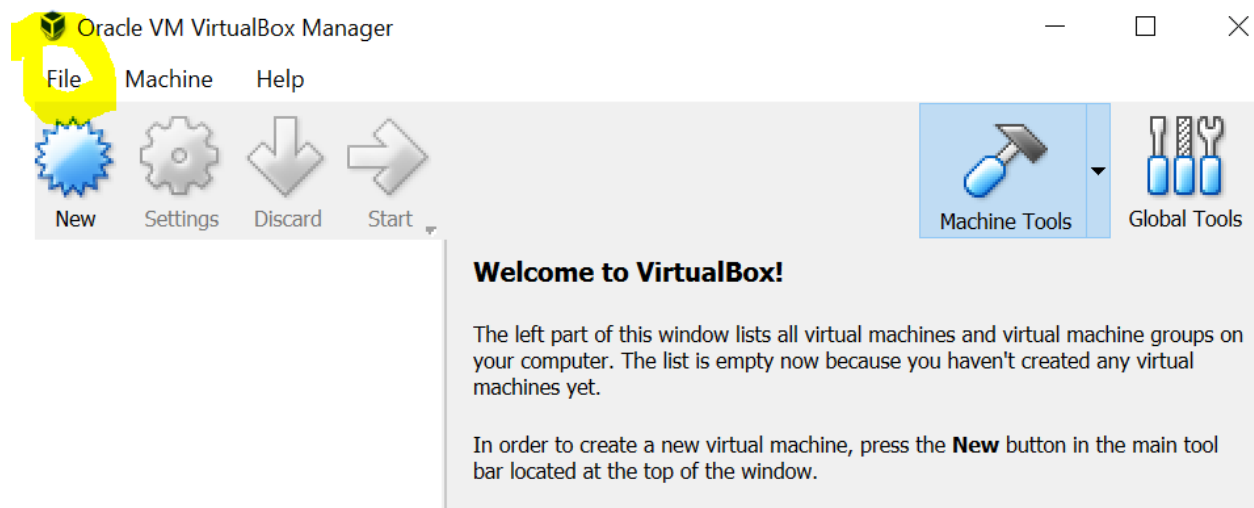 Oracle VM VirtualBox Manager
File Machine Help
New Settings Discard Start Machine Tools Global Tools
Welcome to VirtualBox!
The left part of this window lists all virtual machines and virtual machine groups on
your computer. The list is empty now because you haven't created any virtual
machines yet.
In order to create a new virtual machine, press the New button in the main tool
bar located at the top of the window.